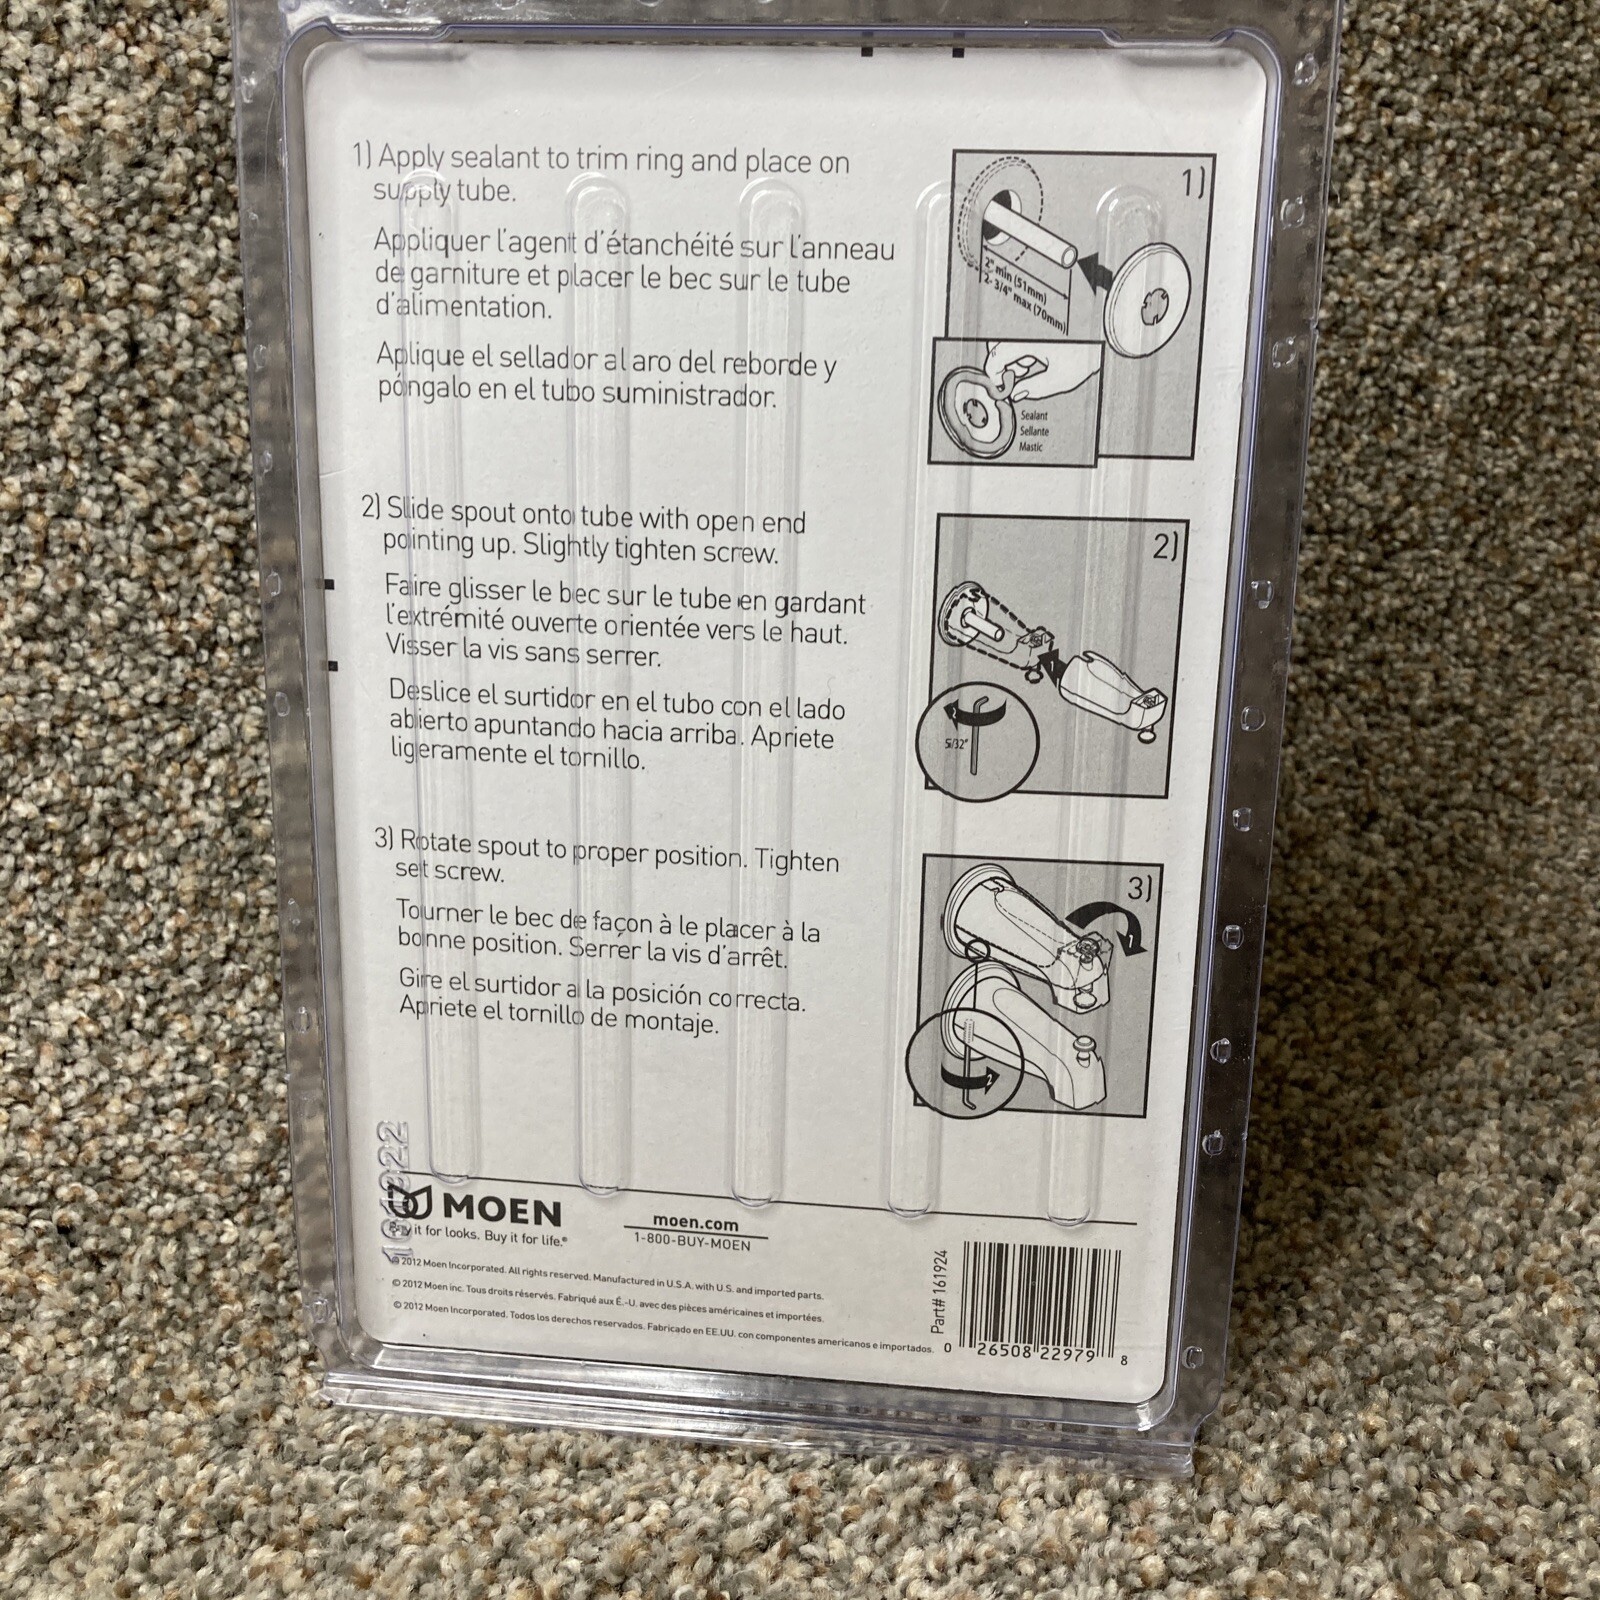 1) Apply sealant to trim ring and place on
supply tube.
Appliquer l'agent d'étanchéité sur l'anneau
de garniture et placer le bec sur le tube
d'alimentation.
Aplique el sellador al aro del reborde y
póngalo en el tubo suministrador.
1)
2" min (51mm)
2- 3/4" max (70mm)
Sealant
Sellante
Mastic
2) Slide spout onto tube with open end
pointing up. Slightly tighten screw.
Faire glisser le bec sur le tube en gardant
l'extrémité ouverte orientée vers le haut.
Visser la vis sans serrer.
Deslice el surtidor en el tubo con el lado
abierto apuntando hacia arriba. Apriete
ligeramente el tornillo.
2)
1
2
5/32"
3) Rotate spout to proper position. Tighten
set screw.
Tourner le bec de façon à le placer à la
bonne position. Serrer la vis d'arrêt.
Gire el surtidor a la posición correcta.
Apriete el tornillo de montaje.
3)
1
2
MOEN
Buy it for looks. Buy it for life.®
moen.com
1-800-BUY-MOEN
© 2012 Moen Incorporated. All rights reserved. Manufactured in U.S.A. with U.S. and imported parts.
© 2012 Moen inc. Tous droits réservés. Fabriqué aux É.-U. avec des pièces américaines et importées.
© 2012 Moen Incorporated. Todos los derechos reservados. Fabricado en EE.UU. con componentes americanos e importados.
Part# 161924
0 26508 22979 8